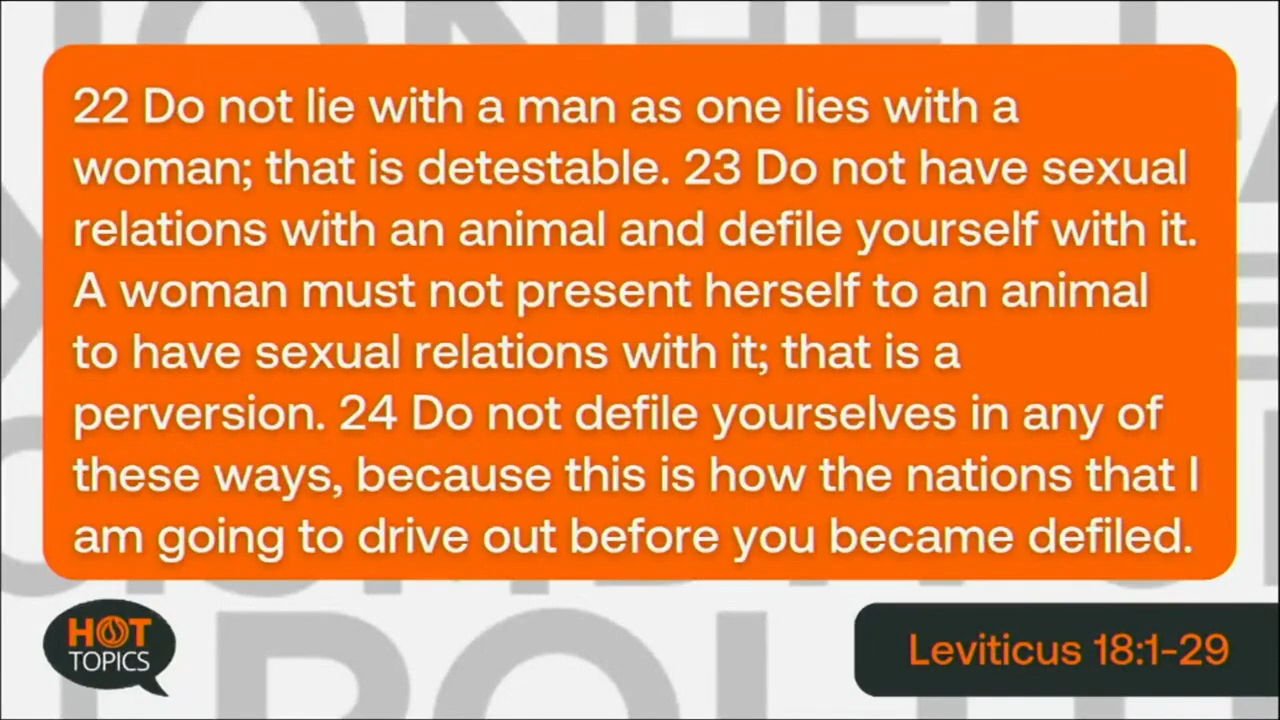 22 Do not lie with a man as one lies with a
woman; that is detestable. 23 Do not have sexual
relations with an animal and defile yourself with it.
A woman must not present herself to an animal
to have sexual relations with it; that is a
perversion. 24 Do not defile yourselves in any of
these ways, because this is how the nations that I
am going to drive out before you became defiled.
HOT
TOPICS
Leviticus 18:1-29